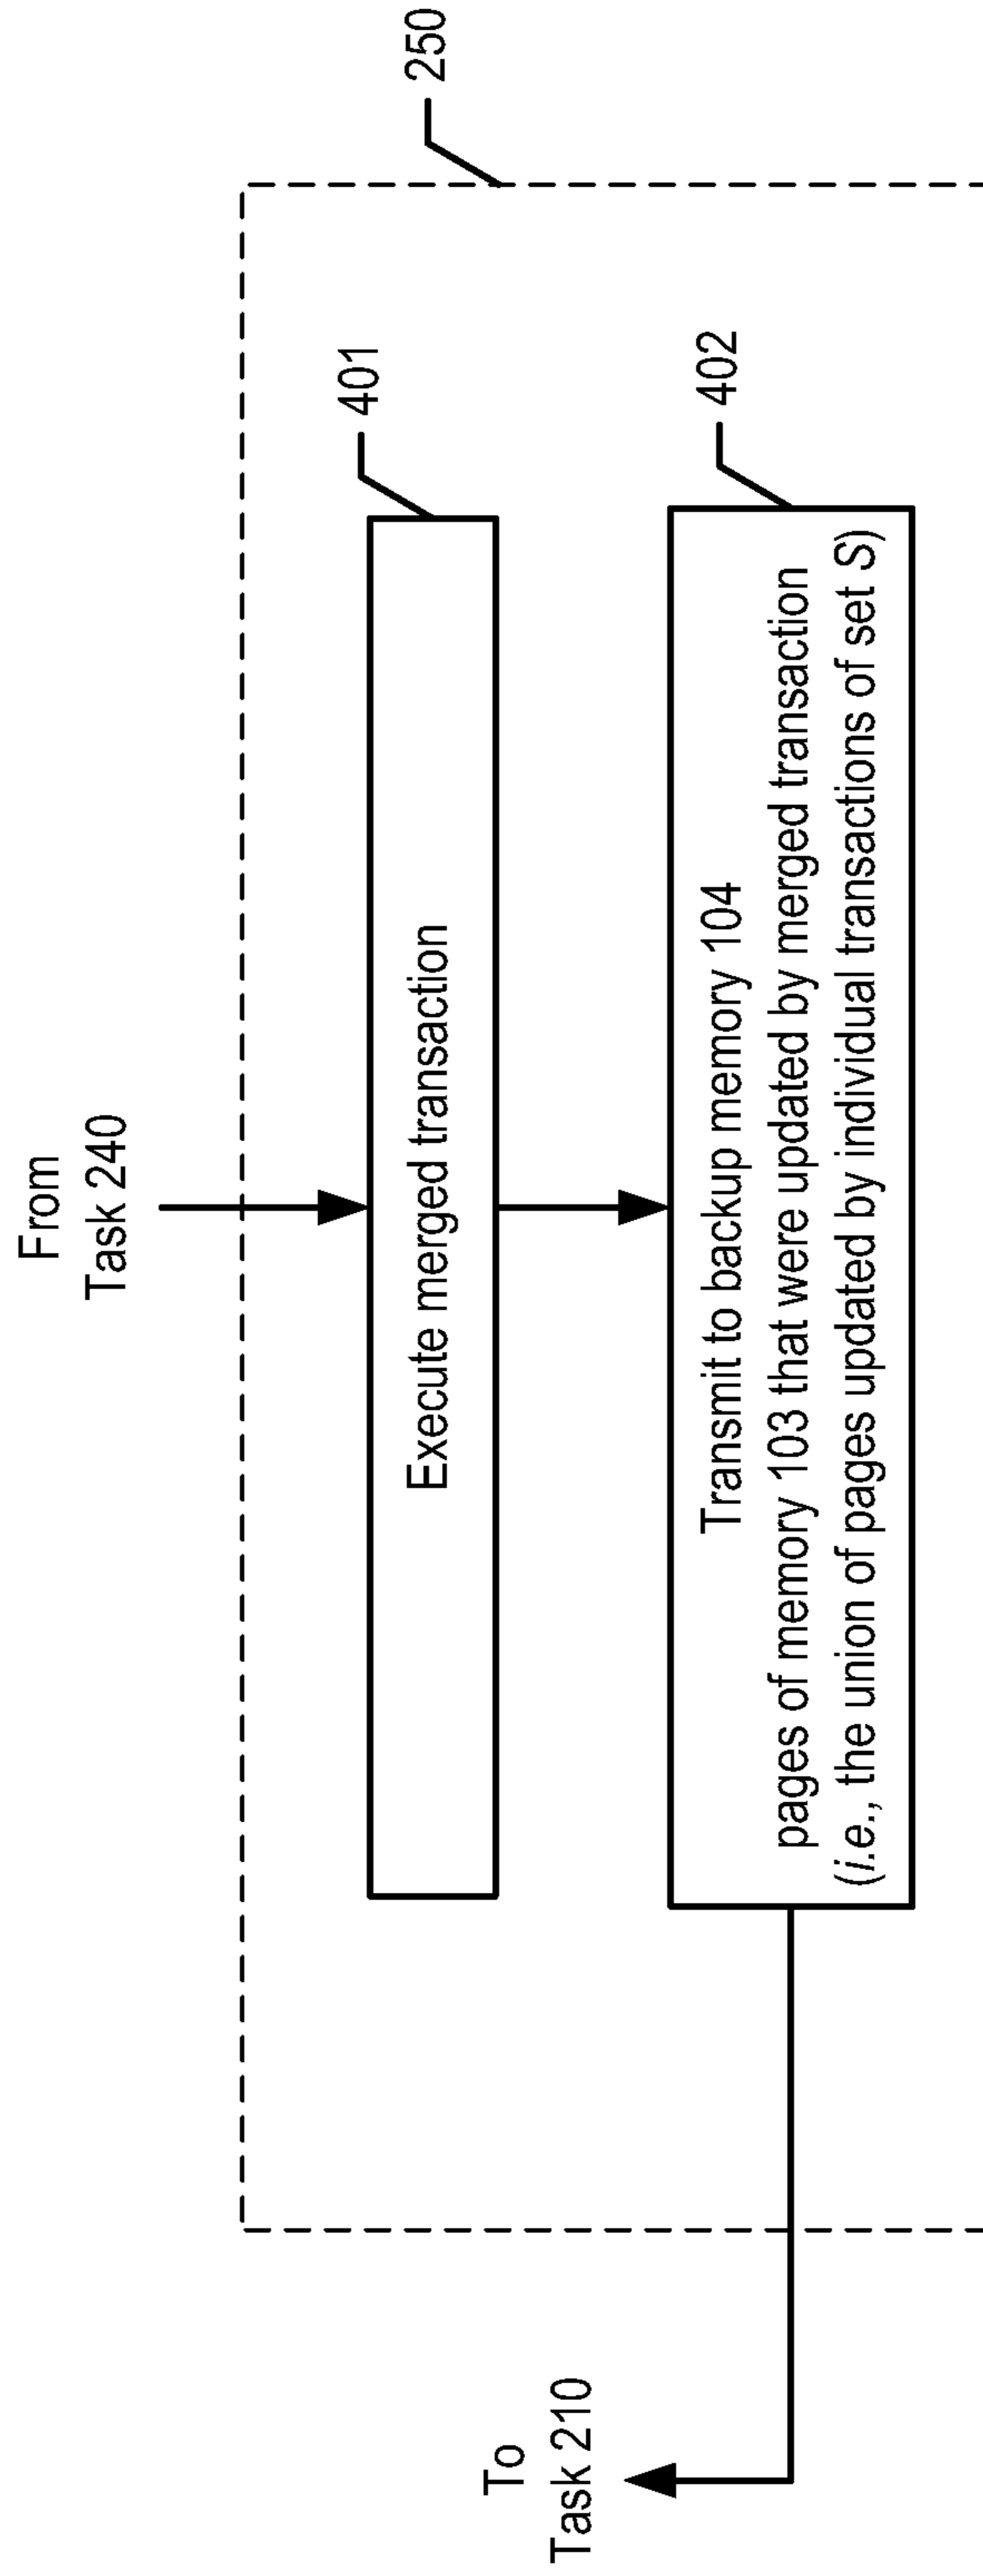 From
Task 240
250
401
Execute merged transaction
402
Transmit to backup memory 104
pages of memory 103 that were updated by merged transaction
(i.e., the union of pages updated by individual transactions of set S)
To
Task 210